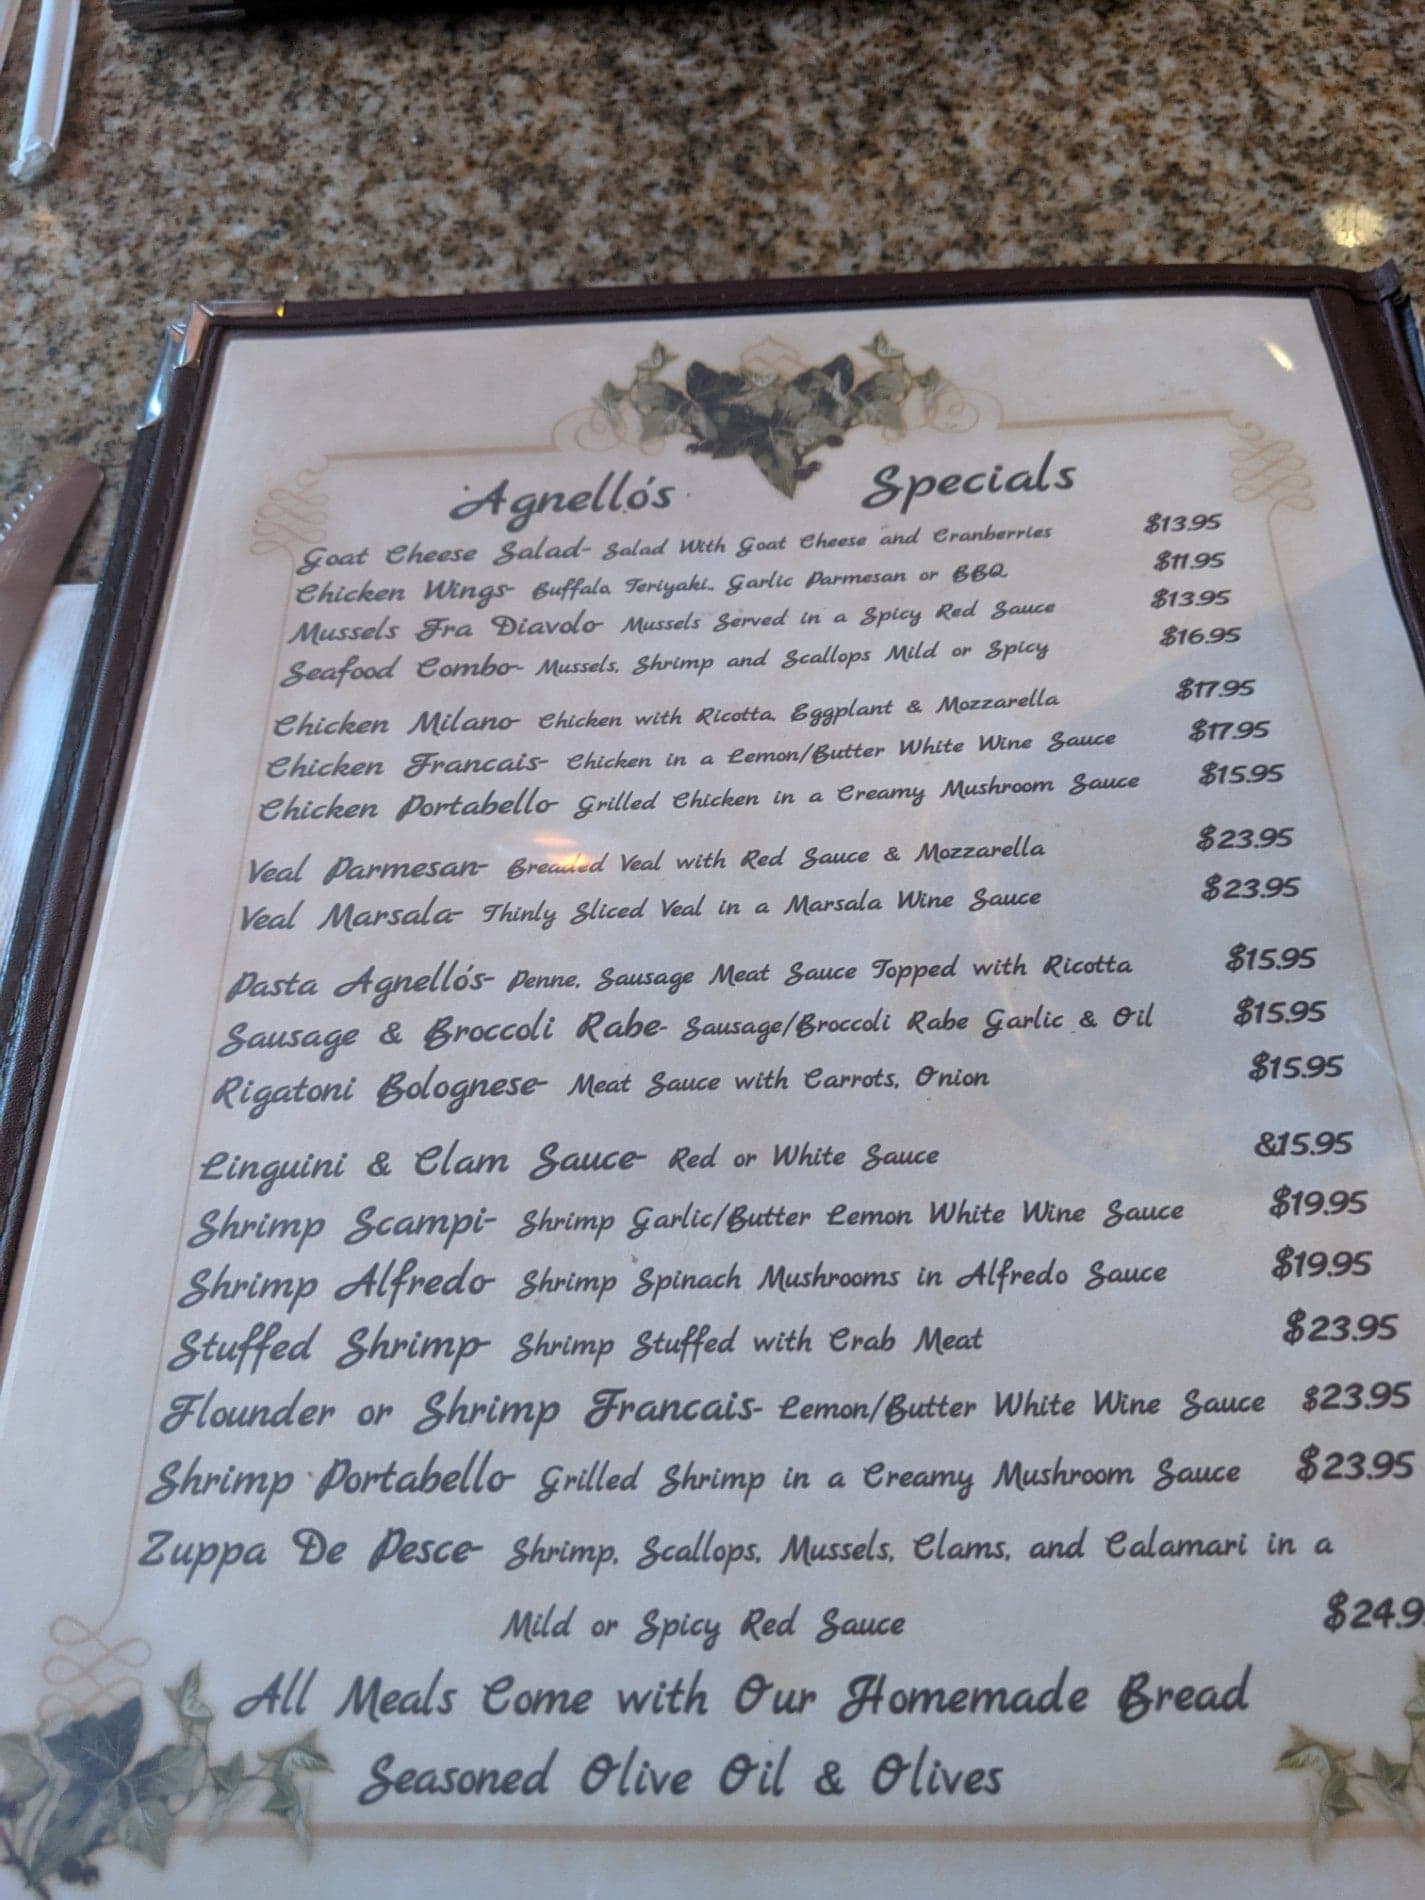 Agnello's Specials
Goat Cheese Salad- Salad With Goat Cheese and Cranberries $13.95
Chicken Wings- Buffalo, Teriyaki, Garlic Parmesan or BBQ $11.95
Mussels Fra Diavolo- Mussels Served in a Spicy Red Sauce $13.95
Seafood Combo- Mussels, Shrimp and Scallops Mild or Spicy $16.95
Chicken Milano- Chicken with Ricotta, Eggplant & Mozzarella $17.95
Chicken Francais- Chicken in a Lemon/Butter White Wine Sauce $17.95
Chicken Portabello- Grilled Chicken in a Creamy Mushroom Sauce $15.95
Veal Parmesan- Breaded Veal with Red Sauce & Mozzarella $23.95
Veal Marsala- Thinly Sliced Veal in a Marsala Wine Sauce $23.95
Pasta Agnello's- Penne, Sausage Meat Sauce Topped with Ricotta $15.95
Sausage & Broccoli Rabe- Sausage/Broccoli Rabe Garlic & Oil $15.95
Rigatoni Bolognese- Meat Sauce with Carrots, Onion $15.95
Linguini & Clam Sauce- Red or White Sauce &15.95
Shrimp Scampi- Shrimp Garlic/Butter Lemon White Wine Sauce $19.95
Shrimp Alfredo- Shrimp Spinach Mushrooms in Alfredo Sauce $19.95
Stuffed Shrimp- Shrimp Stuffed with Crab Meat $23.95
Flounder or Shrimp Francais- Lemon/Butter White Wine Sauce $23.95
Shrimp Portabello- Grilled Shrimp in a Creamy Mushroom Sauce $23.95
Zuppa De Pesce- Shrimp, Scallops, Mussels, Clams, and Calamari in a
Mild or Spicy Red Sauce $24.9
All Meals Come with Our Homemade Bread
Seasoned Olive Oil & Olives